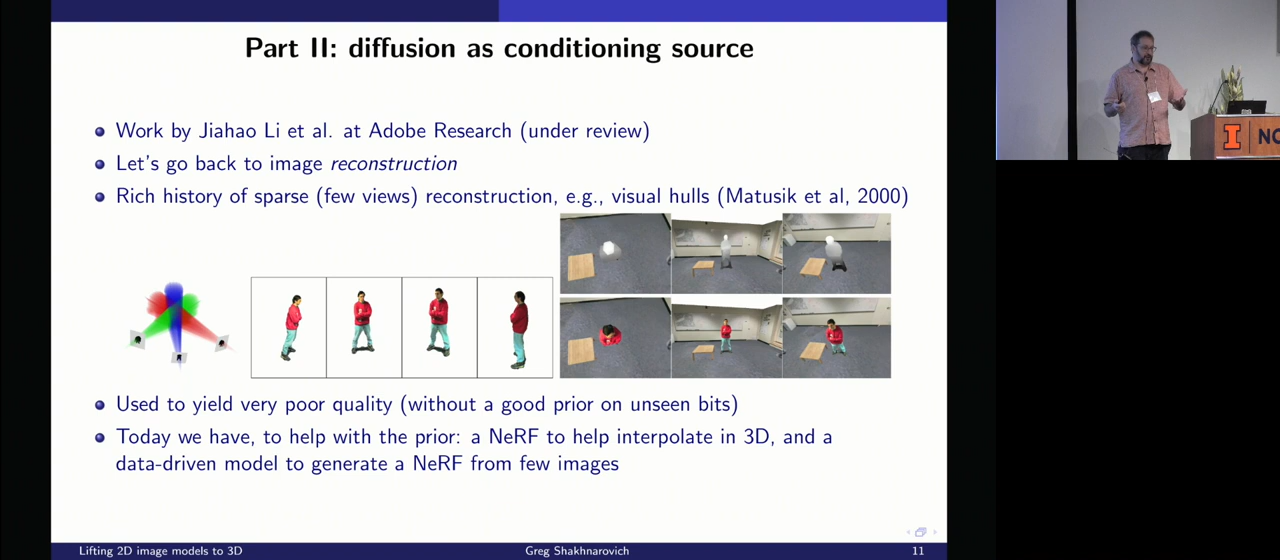 Part II: diffusion as conditioning source
Work by Jiahao Li et al. at Adobe Research (under review)
Let's go back to image reconstruction
Rich history of sparse (few views) reconstruction, e.g., visual hulls (Matusik et al, 2000)
Used to yield very poor quality (without a good prior on unseen bits)
Today we have, to help with the prior: a NeRF to help interpolate in 3D, and a
data-driven model to generate a NeRF from few images
Lifting 2D image models to 3D
Greg Shakhnarovich
11
I
NC